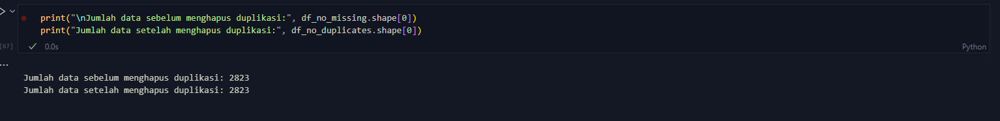 print("\nJumlah data sebelum menghapus duplikasi:", df_no_missing.shape[0])
print("Jumlah data setelah menghapus duplikasi:", df_no_duplicates.shape[0])
[67]
0.0s
Python
...
Jumlah data sebelum menghapus duplikasi: 2823
Jumlah data setelah menghapus duplikasi: 2823